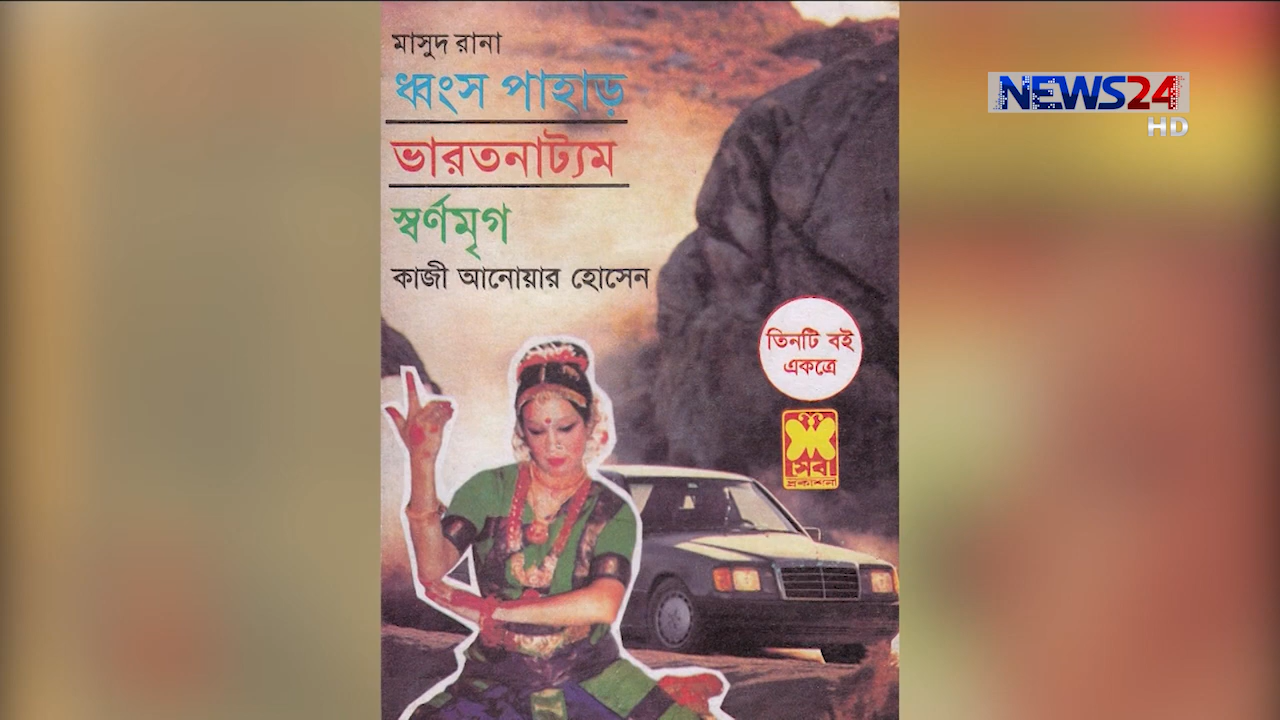 মাসুদ রানা
ধ্বংস পাহাড়
ভারতনাট্যম
স্বর্ণমৃগ
কাজী আনোয়ার হোসেন
তিনটি বই
একত্রে
সেবা
প্রকাশনী
NEWS24
HD